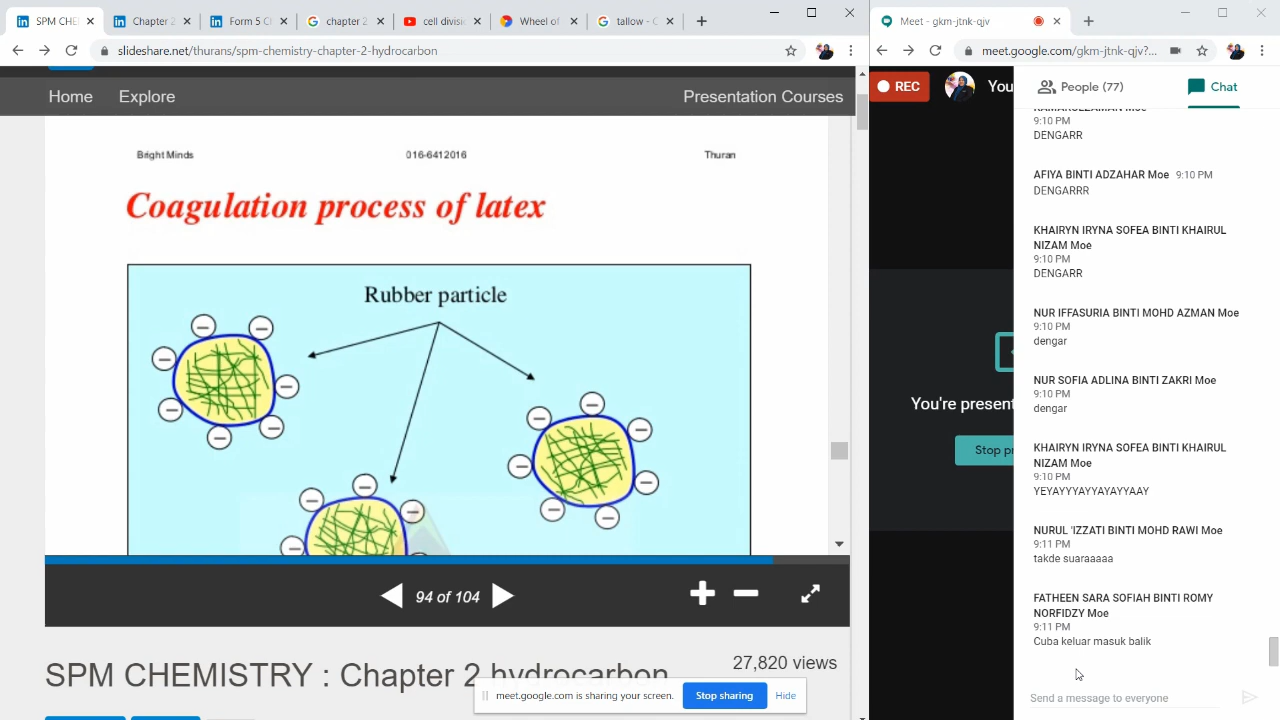 SPM CHE
Chapter 2
Form 5 C
chapter 2
cell divisi
Wheel of
tallow - G
slideshare.net/thurans/spm-chemistry-chapter-2-hydrocarbon
Home Explore Presentation Courses
Bright Minds 016-6412016 Thuran
Coagulation process of latex
Rubber particle
94 of 104
SPM CHEMISTRY : Chapter 2 hydrocarbon
27,820 views
meet.google.com is sharing your screen. Stop sharing Hide
Meet - gkm-jtnk-qjv
meet.google.com/gkm-jtnk-qjv?...
REC
You
People (77) Chat
You're present
Stop pr
9:10 PM
DENGARR
AFIYA BINTI ADZAHAR Moe 9:10 PM
DENGARRR
KHAIRYN IRYNA SOFEA BINTI KHAIRUL
NIZAM Moe
9:10 PM
DENGARR
NUR IFFASURIA BINTI MOHD AZMAN Moe
9:10 PM
dengar
NUR SOFIA ADLINA BINTI ZAKRI Moe
9:10 PM
dengar
KHAIRYN IRYNA SOFEA BINTI KHAIRUL
NIZAM Moe
9:10 PM
YEYAYYYAYYAYAYYAAY
NURUL 'IZZATI BINTI MOHD RAWI Moe
9:11 PM
takde suaraaaaa
FATHEEN SARA SOFIAH BINTI ROMY
NORFIDZY Moe
9:11 PM
Cuba keluar masuk balik
Send a message to everyone